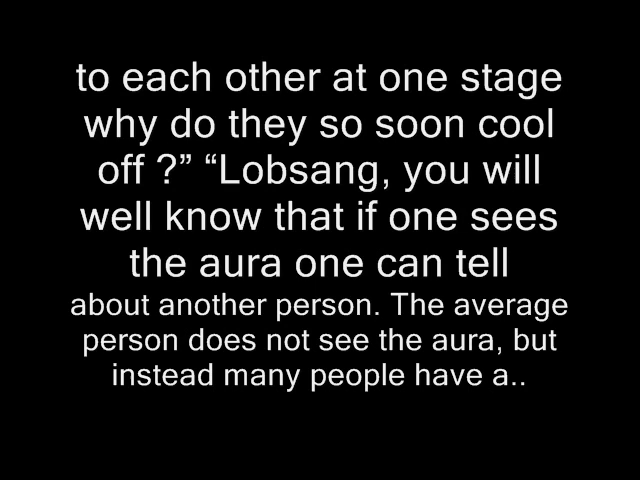 to each other at one stage
why do they so soon cool
off ?” “Lobsang, you will
well know that if one sees
the aura one can tell
about another person. The average
person does not see the aura, but
instead many people have a..